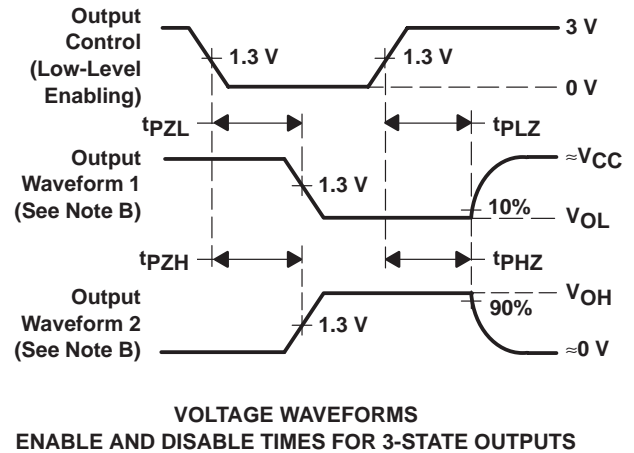 Output
Control
(Low-Level
Enabling)
1.3 V
1.3 V
3 V
0 V
tPZL
tPLZ
Output
Waveform 1
(See Note B)
1.3 V
≈VCC
10%
VOL
tPZH
tPHZ
Output
Waveform 2
(See Note B)
1.3 V
VOH
90%
≈0 V
VOLTAGE WAVEFORMS
ENABLE AND DISABLE TIMES FOR 3-STATE OUTPUTS